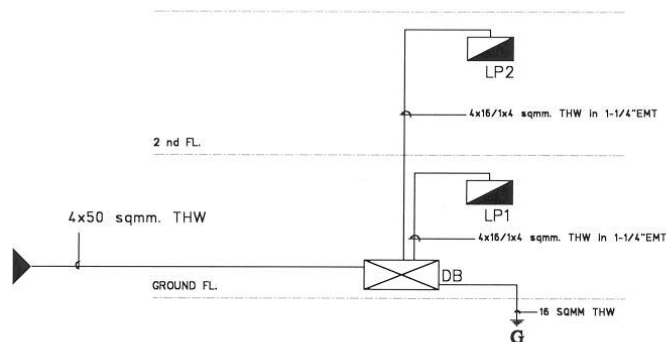 LP2
4x16/1x4 sqmm. THW in 1-1/4"EMT
2 nd FL.
LP1
4x50 sqmm. THW
4x16/1x4 sqmm. THW in 1-1/4"EMT
DB
GROUND FL.
16 SQMM THW
G